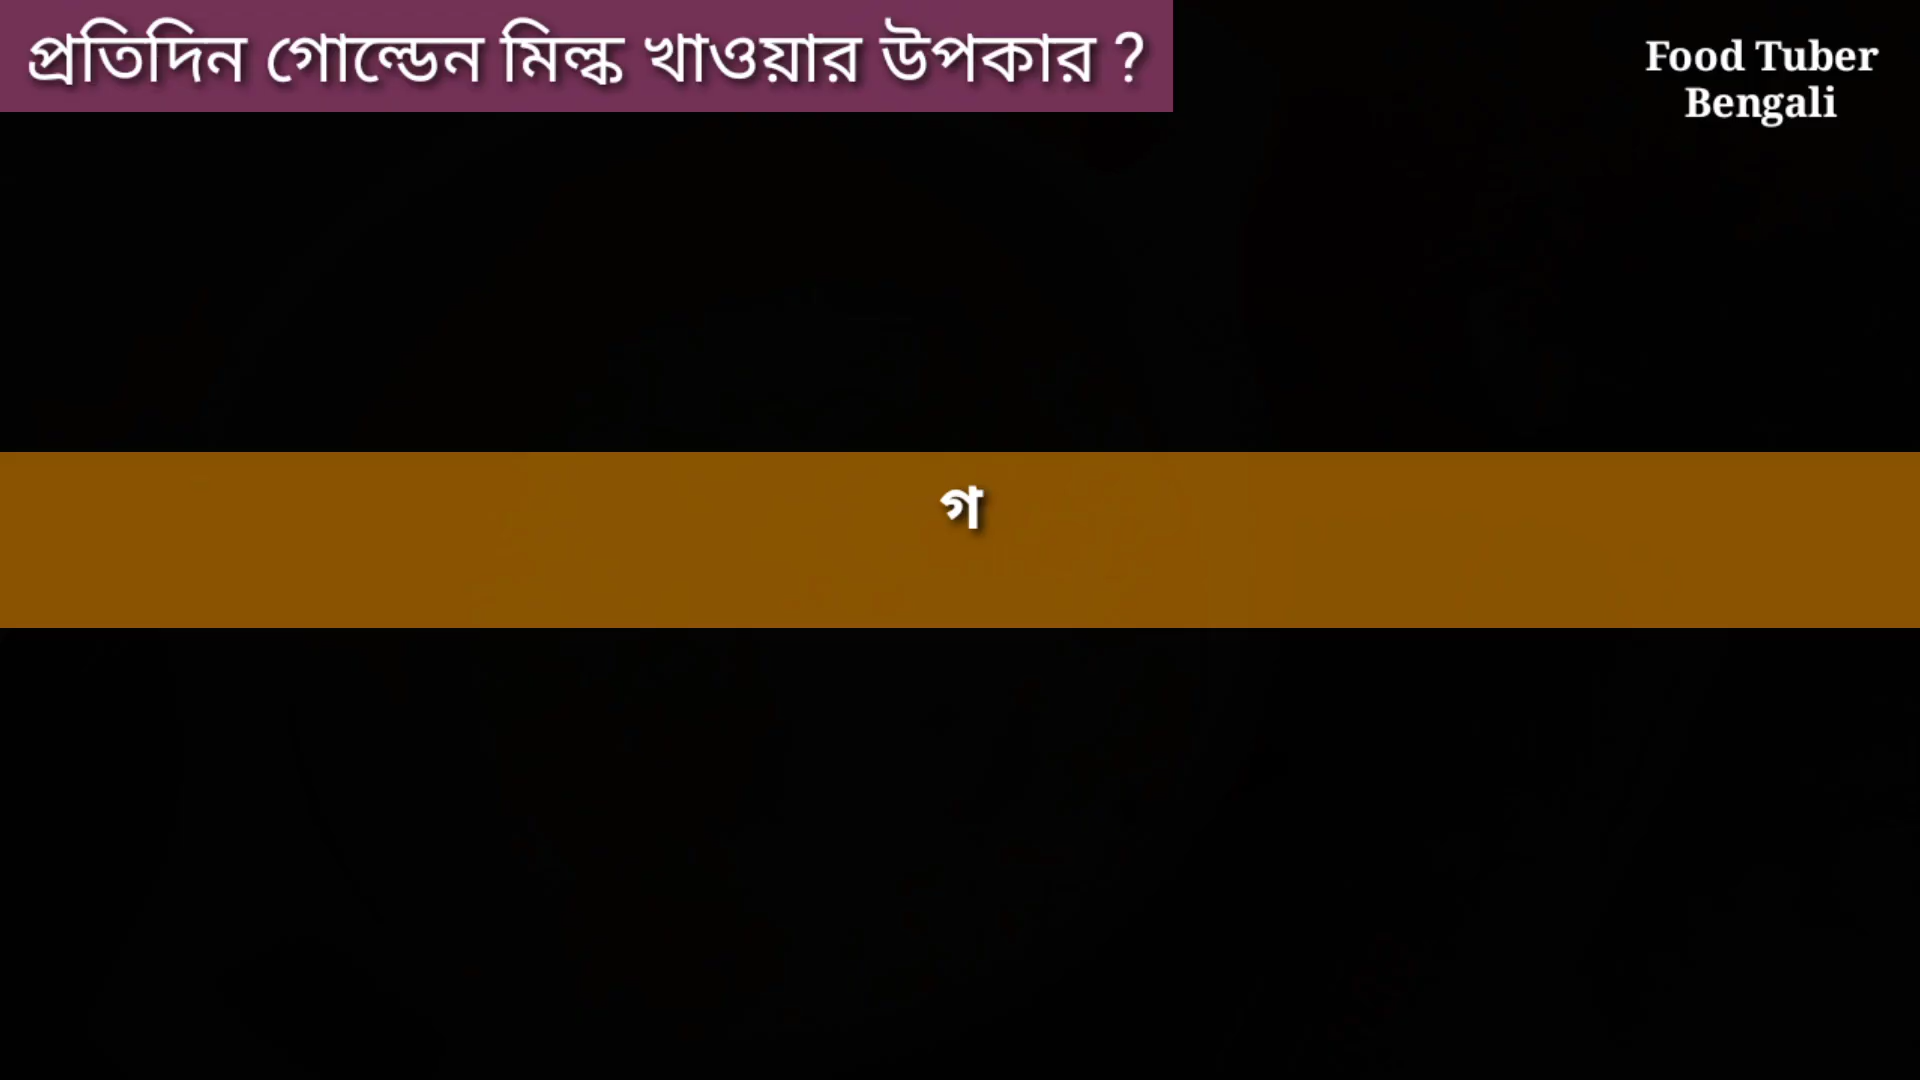 প্রতিদিন গোল্ডেন মিল্ক খাওয়ার উপকার ?
Food Tuber
Bengali
গ